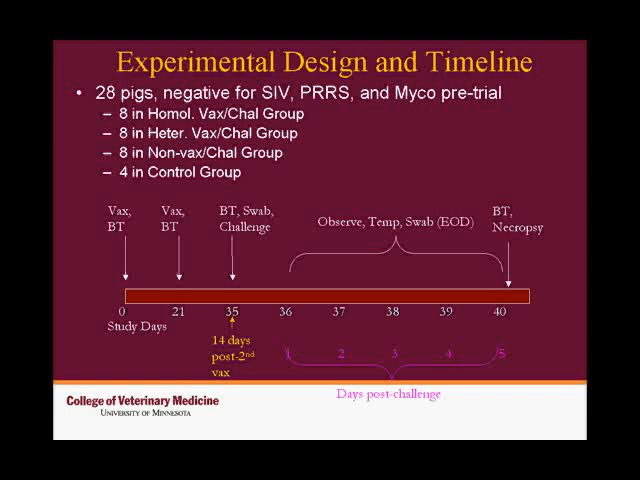 Experimental Design and Timeline
• 28 pigs, negative for SIV, PRRS, and Myco pre-trial
– 8 in Homol. Vax/Chal Group
– 8 in Heter. Vax/Chal Group
– 8 in Non-vax/Chal Group
– 4 in Control Group
Vax,
BT
Vax,
BT
BT, Swab,
Challenge
Observe, Temp, Swab (EOD)
BT,
Necropsy
0 21 35 36 37 38 39 40
Study Days
14 days
post-2nd
vax
1 2 3 4 5
Days post-challenge
College of Veterinary Medicine
University of Minnesota